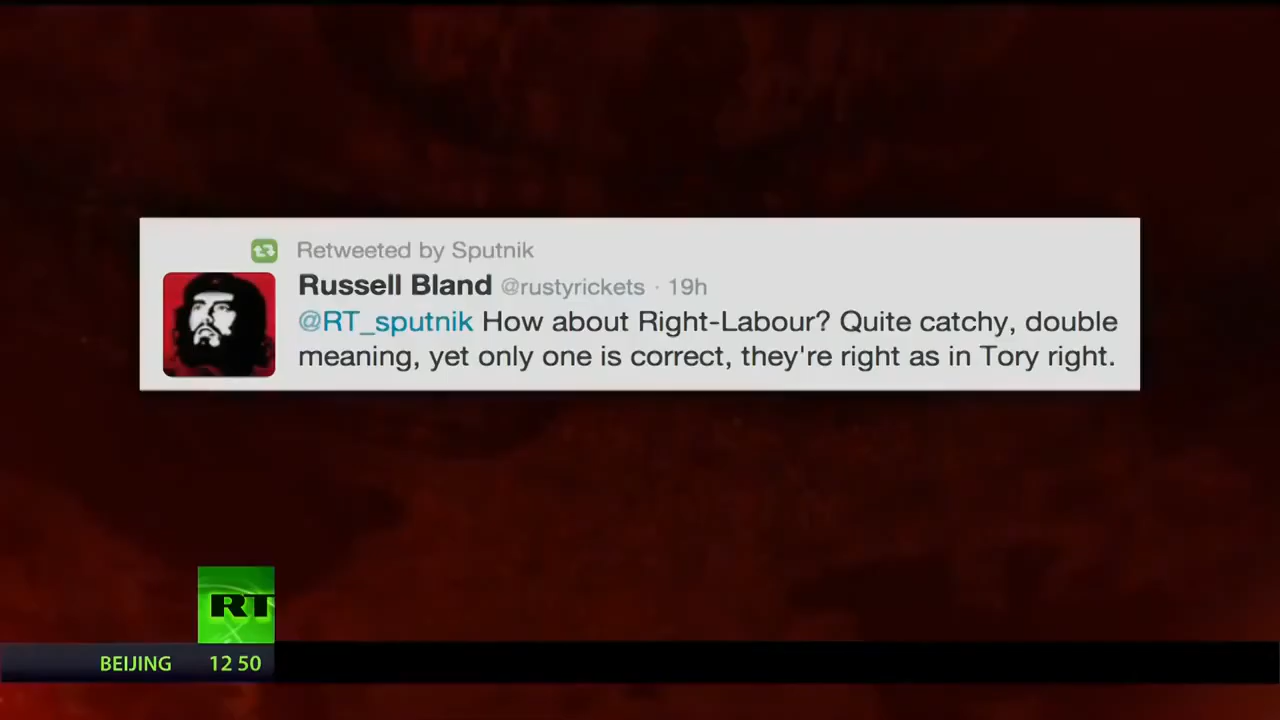 Retweeted by Sputnik
Russell Bland @rustyrickets · 19h
@RT_sputnik How about Right-Labour? Quite catchy, double
meaning, yet only one is correct, they're right as in Tory right.
RT
BEIJING 12 50